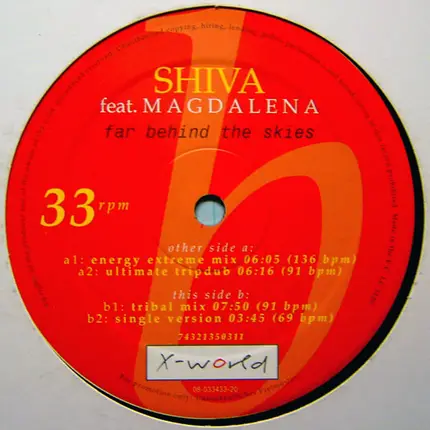 SHIVA
feat. MAGDALENA
far behind the skies
33 rpm
other side a:
a1: energy extreme mix 06:05 (136 bpm)
a2: ultimate tripdub 06:16 (91 bpm)
this side b:
b1: tribal mix 07:50 (91 bpm)
b2: single version 03:45 (69 bpm)
74321350311
X-world
b